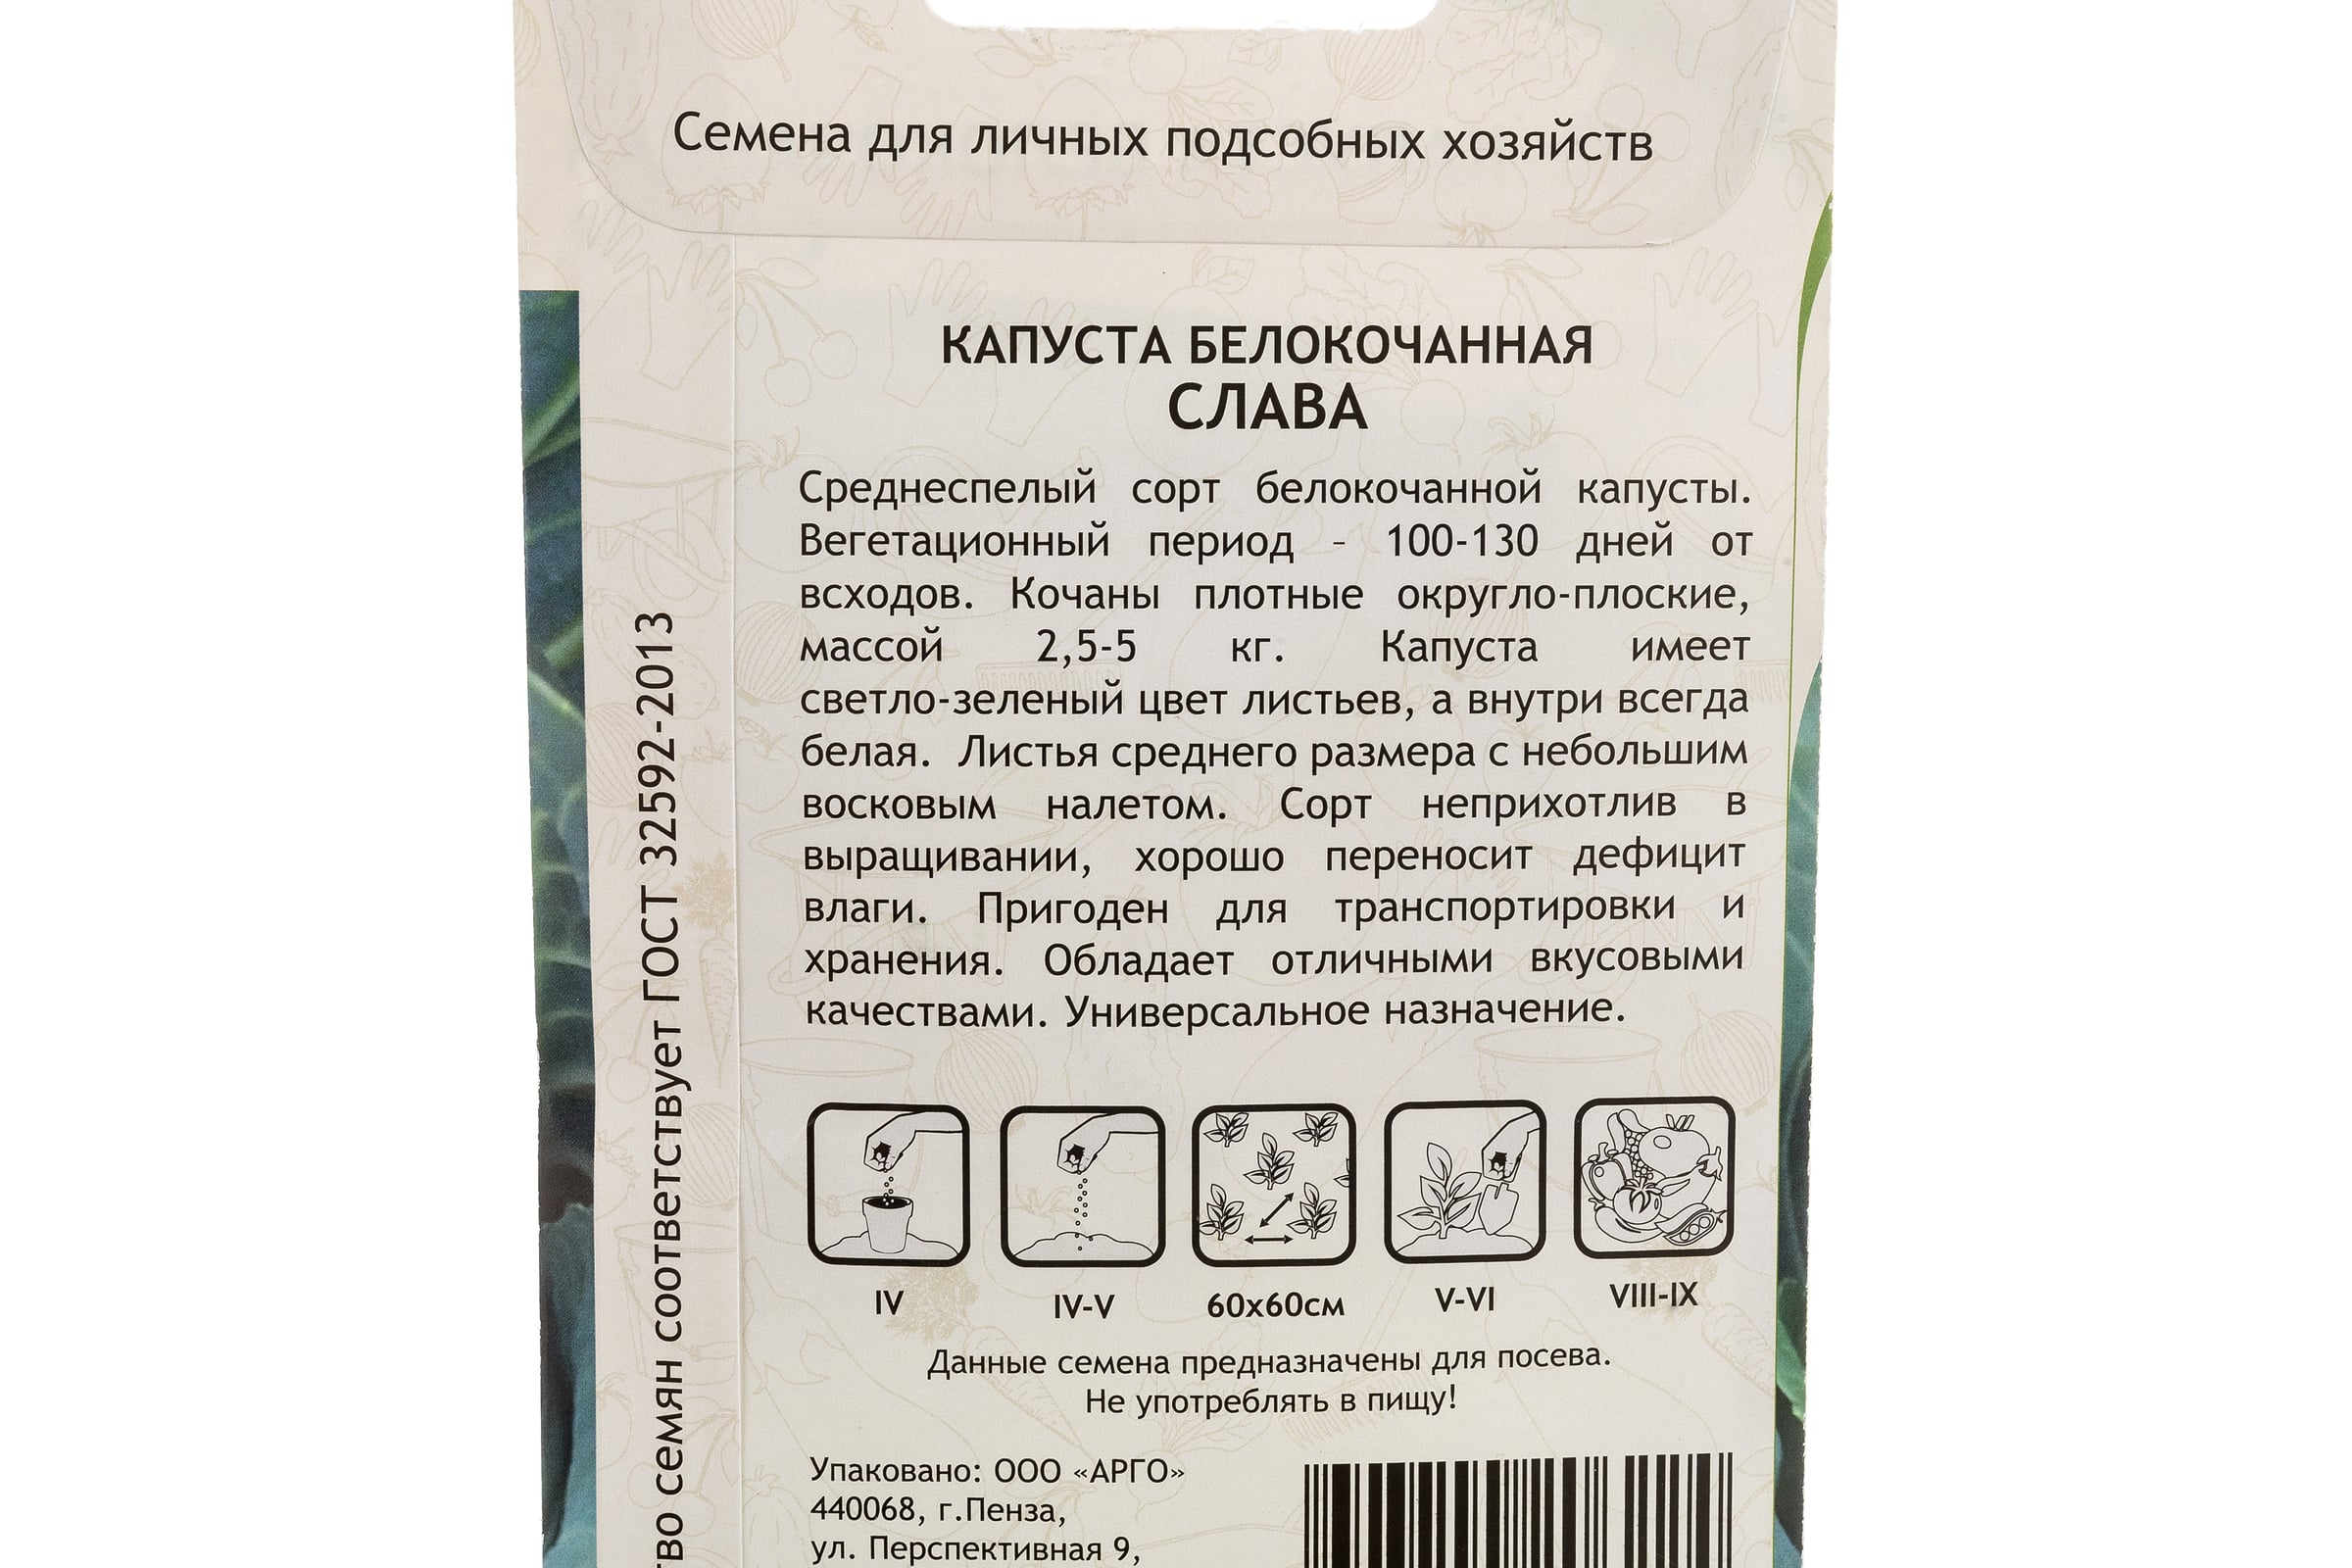 Семена для личных подсобных хозяйств
КАПУСТА БЕЛОКОЧАННАЯ
СЛАВА
Среднеспелый сорт белокочанной капусты.
Вегетационный период - 100-130 дней от
всходов. Кочаны плотные округло-плоские,
массой 2,5-5 кг. Капуста имеет
светло-зеленый цвет листьев, а внутри всегда
белая. Листья среднего размера с небольшим
восковым налетом. Сорт неприхотлив в
выращивании, хорошо переносит дефицит
влаги. Пригоден для транспортировки и
хранения. Обладает отличными вкусовыми
качествами. Универсальное назначение.
IV
IV-V
60х60см
V-VI
VIII-IX
Данные семена предназначены для посева.
Не употреблять в пищу!
Упаковано: ООО «АРГО»
440068, г.Пенза,
ул. Перспективная 9,
семян соответствует ГОСТ 32592-2013